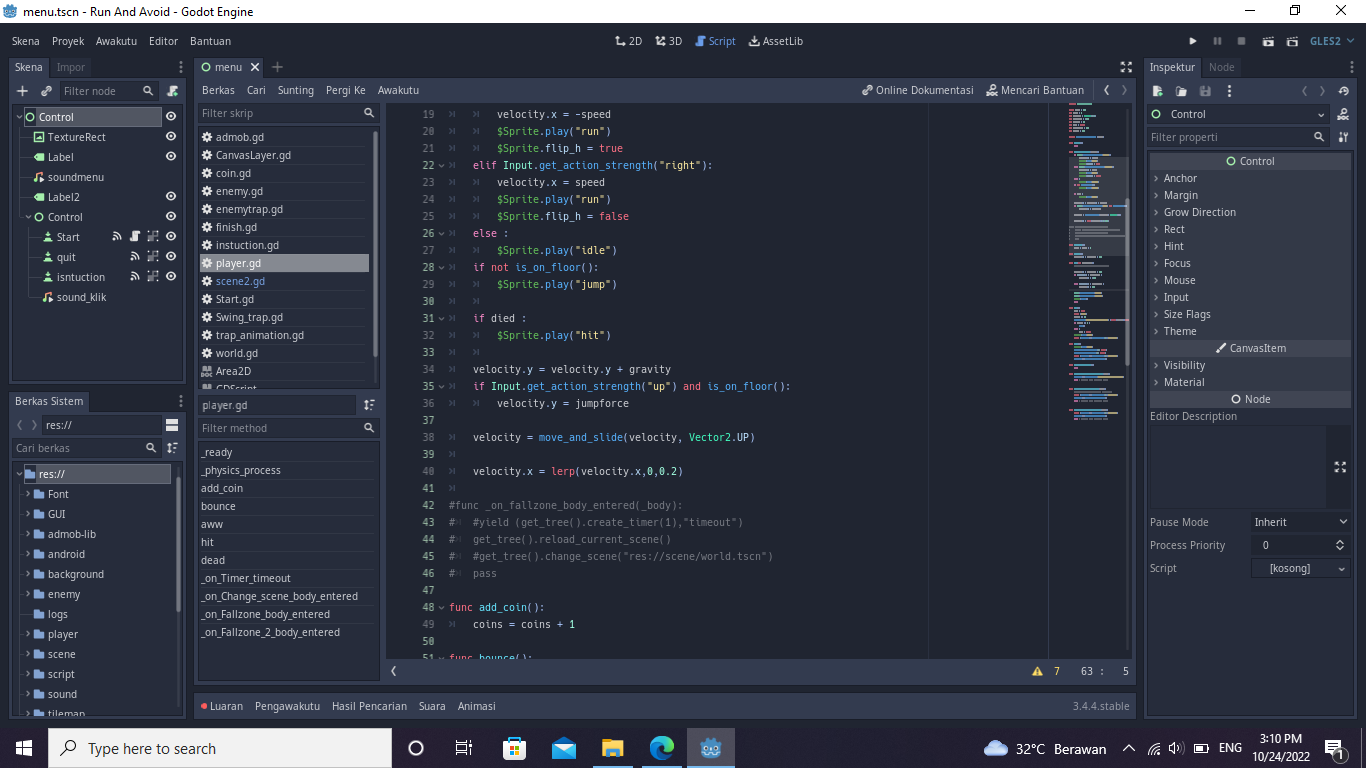 menu.tscn - Run And Avoid - Godot Engine
Skena Proyek Awakutu Editor Bantuan
2D 3D Script AssetLib
GLES2
Skena Impor
Filter node
Control
TextureRect
Label
soundmenu
Label2
Control
Start
quit
isntuction
sound_klik
Berkas Sistem
res://
Cari berkas
res://
Font
GUI
admob-lib
android
background
enemy
logs
player
scene
script
sound
tilemap
menu
Berkas Cari Sunting Pergi Ke Awakutu
Online Dokumentasi Mencari Bantuan
Filter skrip
admob.gd
CanvasLayer.gd
coin.gd
enemy.gd
enemytrap.gd
finish.gd
instuction.gd
player.gd
scene2.gd
Start.gd
Swing_trap.gd
trap_animation.gd
world.gd
Area2D
GDScript
player.gd
Filter method
_ready
_physics_process
add_coin
bounce
aww
hit
dead
_on_Timer_timeout
_on_Change_scene_body_entered
_on_Fallzone_body_entered
_on_Fallzone_2_body_entered
19 velocity.x = -speed
20 $Sprite.play("run")
21 $Sprite.flip_h = true
22 elif Input.get_action_strength("right"):
23 velocity.x = speed
24 $Sprite.play("run")
25 $Sprite.flip_h = false
26 else :
27 $Sprite.play("idle")
28 if not is_on_floor():
29 $Sprite.play("jump")
30
31 if died :
32 $Sprite.play("hit")
33
34 velocity.y = velocity.y + gravity
35 if Input.get_action_strength("up") and is_on_floor():
36 velocity.y = jumpforce
37
38 velocity = move_and_slide(velocity, Vector2.UP)
39
40 velocity.x = lerp(velocity.x,0,0.2)
41
42 #func _on_fallzone_body_entered(_body):
43 # #yield (get_tree().create_timer(1),"timeout")
44 # get_tree().reload_current_scene()
45 # #get_tree().change_scene("res://scene/world.tscn")
46 # pass
47
48 func add_coin():
49 coins = coins + 1
50
51 func bounce():
7 63 : 5
Luaran Pengawakutu Hasil Pencarian Suara Animasi
3.4.4.stable
Inspektur Node
Control
Filter properti
Control
Anchor
Margin
Grow Direction
Rect
Hint
Focus
Mouse
Input
Size Flags
Theme
CanvasItem
Visibility
Material
Node
Editor Description
Pause Mode Inherit
Process Priority 0
Script [kosong]
Type here to search
32°C Berawan
ENG
3:10 PM
10/24/2022
1